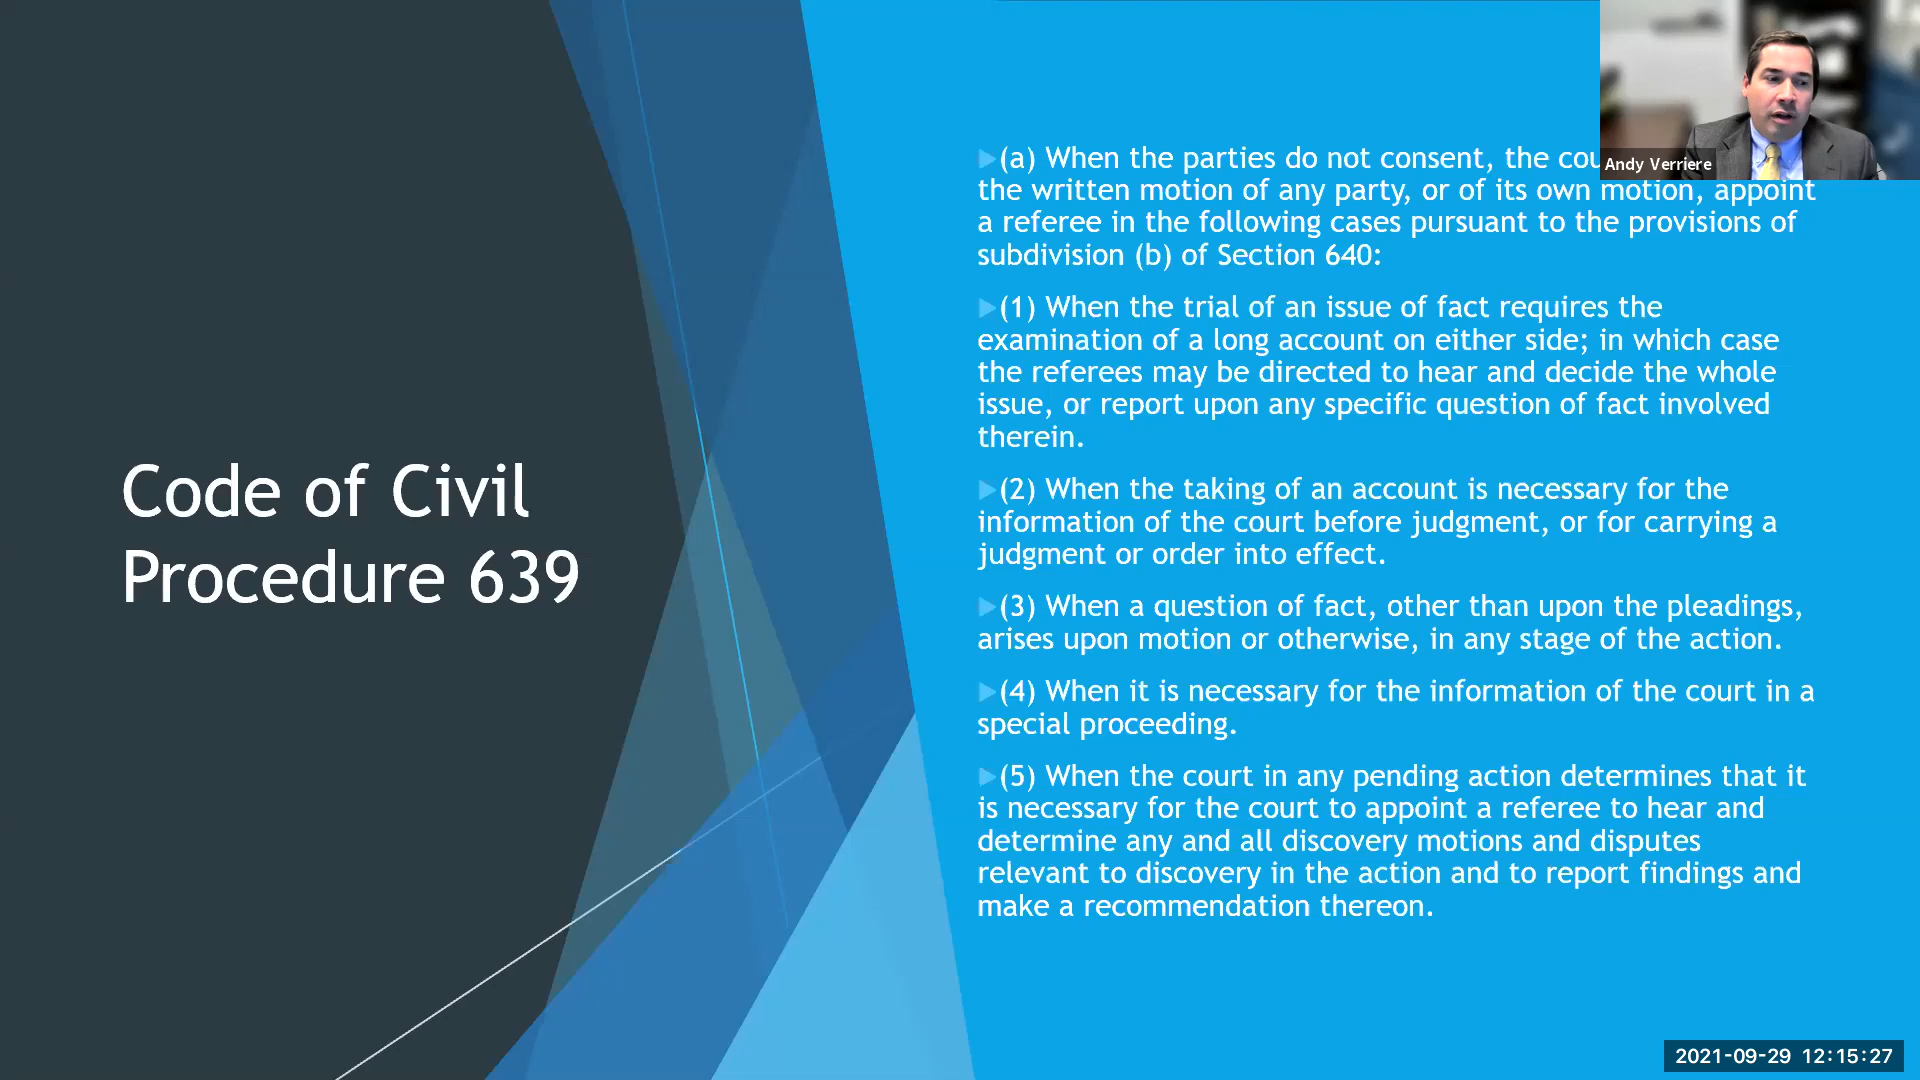 Code of Civil
Procedure 639
(a) When the parties do not consent, the
the written motion of any party, or of its own motion, appoint
a referee in the following cases pursuant to the provisions of
subdivision (b) of Section 640:
(1) When the trial of an issue of fact requires the
examination of a long account on either side; in which case
the referees may be directed to hear and decide the whole
issue, or report upon any specific question of fact involved
therein.
(2) When the taking of an account is necessary for the
information of the court before judgment, or for carrying a
judgment or order into effect.
(3) When a question of fact, other than upon the pleadings,
arises upon motion or otherwise, in any stage of the action.
(4) When it is necessary for the information of the court in a
special proceeding.
(5) When the court in any pending action determines that it
is necessary for the court to appoint a referee to hear and
determine any and all discovery motions and disputes
relevant to discovery in the action and to report findings and
make a recommendation thereon.
Andy Verriere
2021-09-29 12:15:27